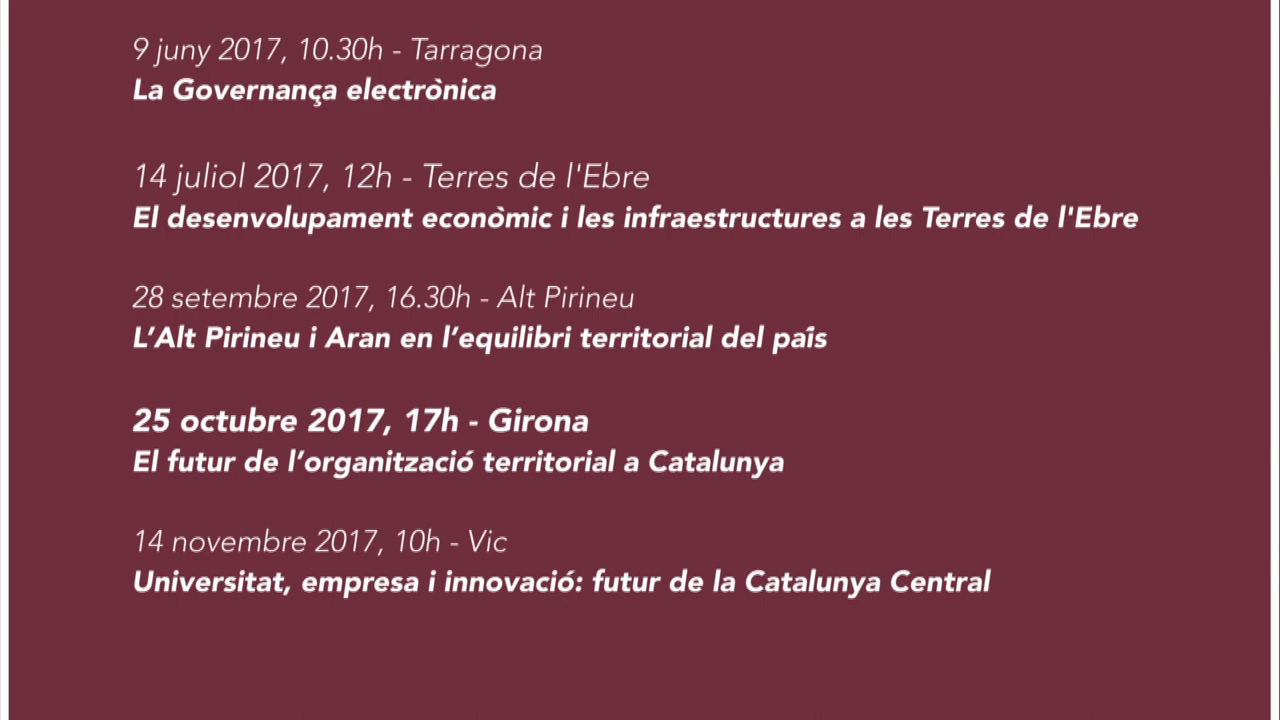 9 juny 2017, 10.30h - Tarragona
La Governança electrònica
14 juliol 2017, 12h - Terres de l'Ebre
El desenvolupament econòmic i les infraestructures a les Terres de l'Ebre
28 setembre 2017, 16.30h - Alt Pirineu
L’Alt Pirineu i Aran en l’equilibri territorial del país
25 octubre 2017, 17h - Girona
El futur de l’organització territorial a Catalunya
14 novembre 2017, 10h - Vic
Universitat, empresa i innovació: futur de la Catalunya Central